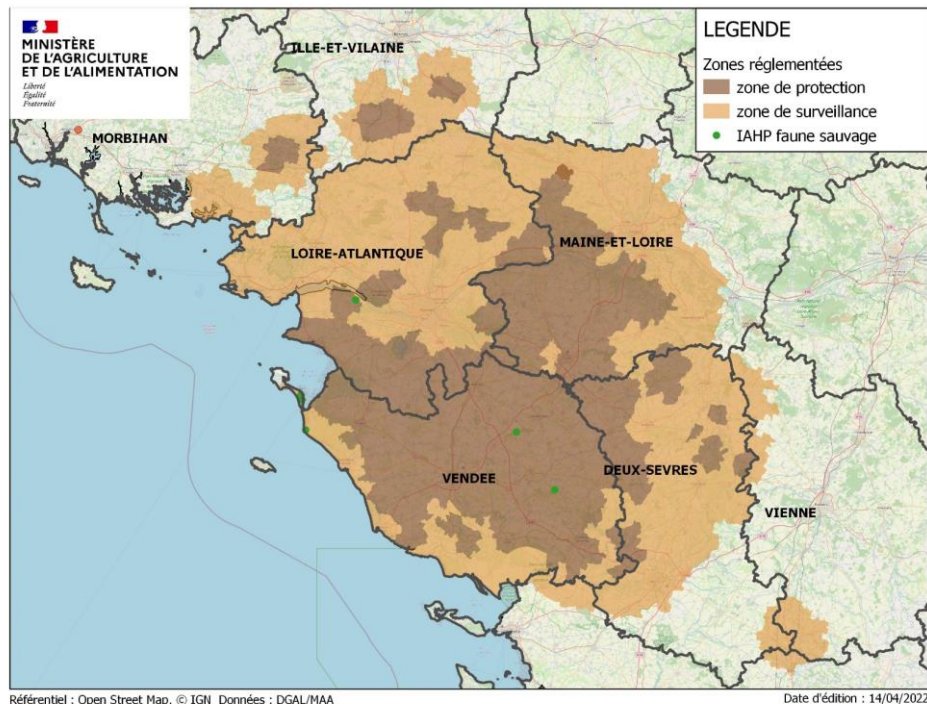 MINISTÈRE
DE L'AGRICULTURE
ET DE L'ALIMENTATION
Liberté
Égalité
Fraternité
LEGENDE
Zones réglementées
zone de protection
zone de surveillance
IAHP faune sauvage
ILLE-ET-VILAINE
MORBIHAN
LOIRE-ATLANTIQUE
MAINE-ET-LOIRE
VENDEE
DEUX-SEVRES
VIENNE
Référentiel : Open Street Map, © IGN Données : DGAL/MAA
Date d'édition : 14/04/2022